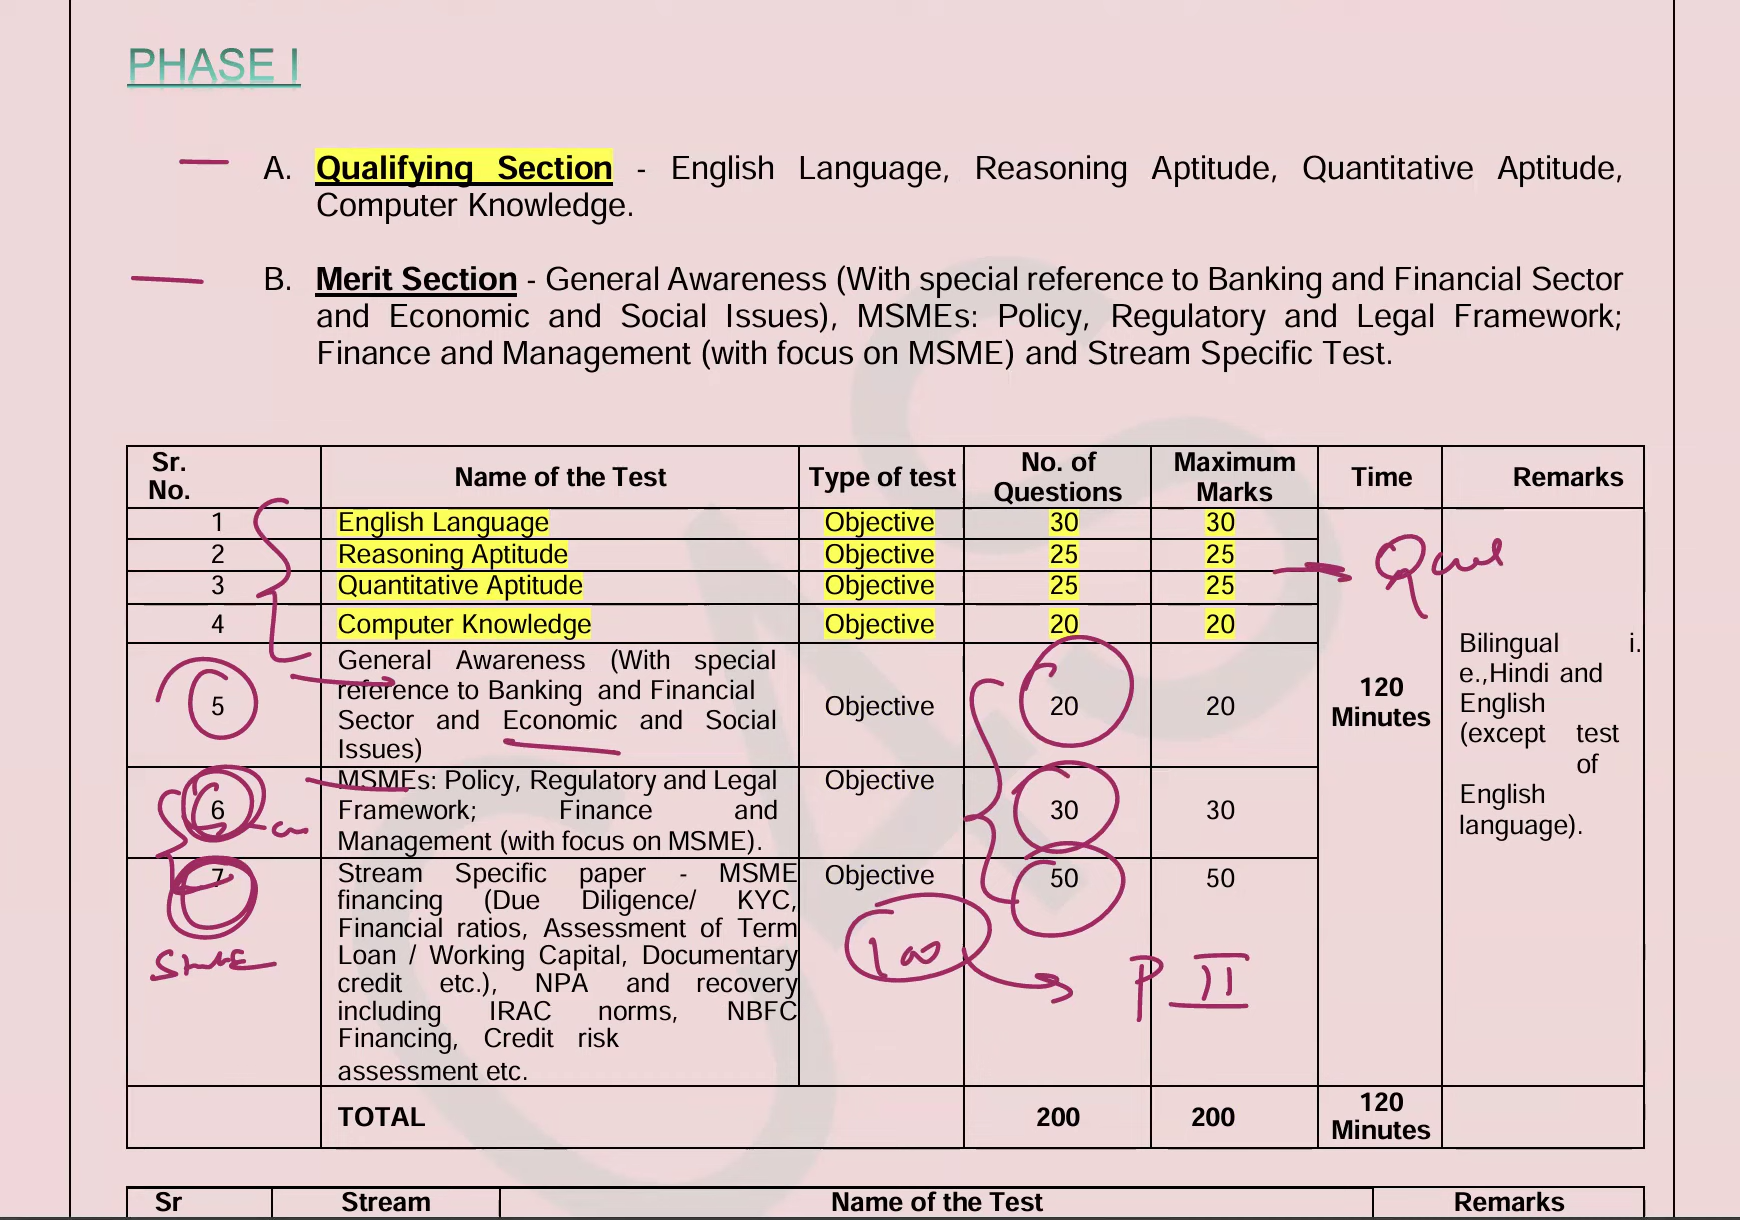 PHASE I
A. Qualifying Section - English Language, Reasoning Aptitude, Quantitative Aptitude,
Computer Knowledge.
B. Merit Section - General Awareness (With special reference to Banking and Financial Sector
and Economic and Social Issues), MSMEs: Policy, Regulatory and Legal Framework;
Finance and Management (with focus on MSME) and Stream Specific Test.
Sr. No. Name of the Test Type of test No. of Questions Maximum Marks Time Remarks
1 English Language Objective 30 30
2 Reasoning Aptitude Objective 25 25
3 Quantitative Aptitude Objective 25 25
Qual
4 Computer Knowledge Objective 20 20
5 General Awareness (With special
reference to Banking and Financial
Sector and Economic and Social
Issues)
Objective 20 20
120
Minutes
Bilingual i.
e.,Hindi and
English
(except test
of
English
language).
6 MSMEs: Policy, Regulatory and Legal
Framework; Finance and
Management (with focus on MSME).
Objective 30 30
7 Stream Specific paper - MSME
financing (Due Diligence/ KYC,
Financial ratios, Assessment of Term
Loan / Working Capital, Documentary
credit etc.), NPA and recovery
including IRAC norms, NBFC
Financing, Credit risk
assessment etc.
Objective 50 50
100
P II
TOTAL 200 200 120
Minutes
Sr Stream Name of the Test Remarks